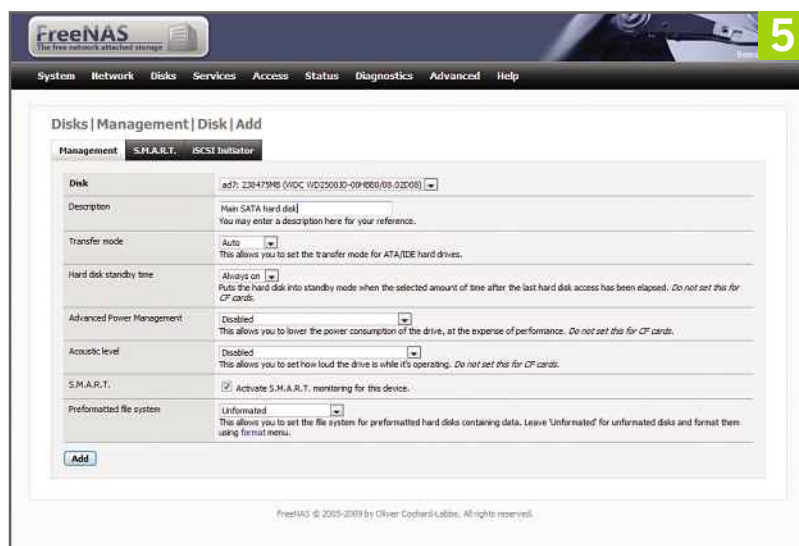 FreeNAS
The free network attached storage
5
System Network Disks Services Access Status Diagnostics Advanced Help
Disks|Management|Disk|Add
Management S.M.A.R.T. iSCSI Initiator
Disk
ad7: 238475MB (WDC
Description
Main SATA hard disk
You may enter a description here for your reference.
Transfer mode
Auto
This allows you to set the transfer mode for ATA/IDE hard drives.
Hard disk standby time
Always on
Puts the hard disk into standby mode when the selected amount of time after the last hard disk access has been elapsed. Do not set this for
CF cards.
Advanced Power Management
Disabled
This allows you to lower the power consumption of the drive, at the expense of performance. Do not set this for CF cards.
Acoustic level
Disabled
This allows you to set how loud the drive is while it's operating. Do not set this for CF cards.
S.M.A.R.T.
Activate S.M.A.R.T. monitoring for this device.
Preformatted file system
Unformated
This allows you to set the file system for preformatted hard disks containing data. Leave 'Unformated' for unformated disks and format them
using format menu.
Add
FreeNAS © 2005-2009 by Olivier Cochard-Labbe. All rights reserved.